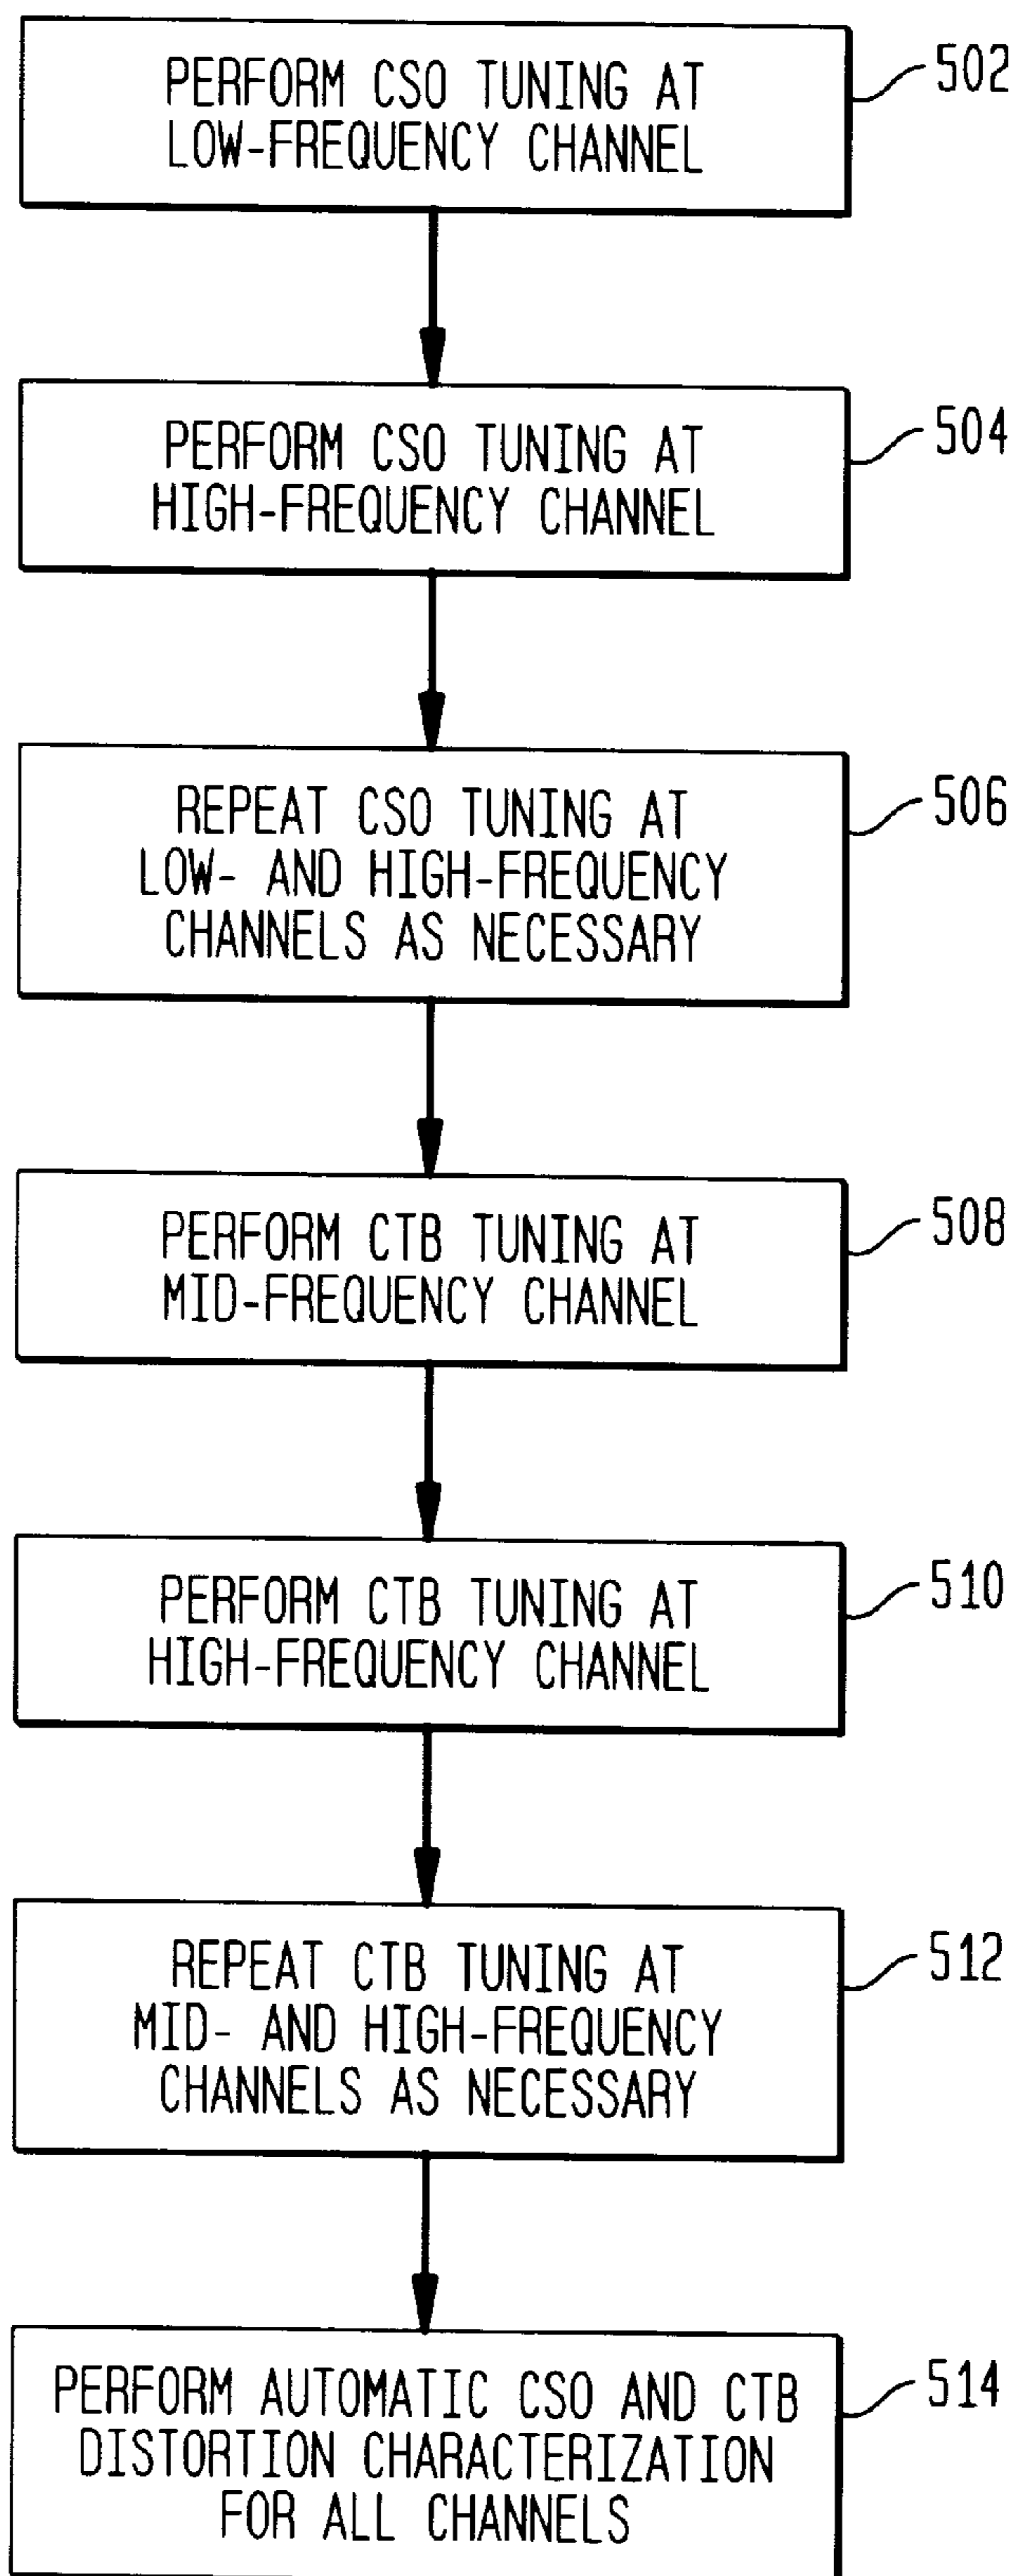 PERFORM CSO TUNING AT
LOW-FREQUENCY CHANNEL
502
PERFORM CSO TUNING AT
HIGH-FREQUENCY CHANNEL
504
REPEAT CSO TUNING AT
LOW- AND HIGH-FREQUENCY
CHANNELS AS NECESSARY
506
PERFORM CTB TUNING AT
MID-FREQUENCY CHANNEL
508
PERFORM CTB TUNING AT
HIGH-FREQUENCY CHANNEL
510
REPEAT CTB TUNING AT
MID- AND HIGH-FREQUENCY
CHANNELS AS NECESSARY
512
PERFORM AUTOMATIC CSO AND CTB
DISTORTION CHARACTERIZATION
FOR ALL CHANNELS
514